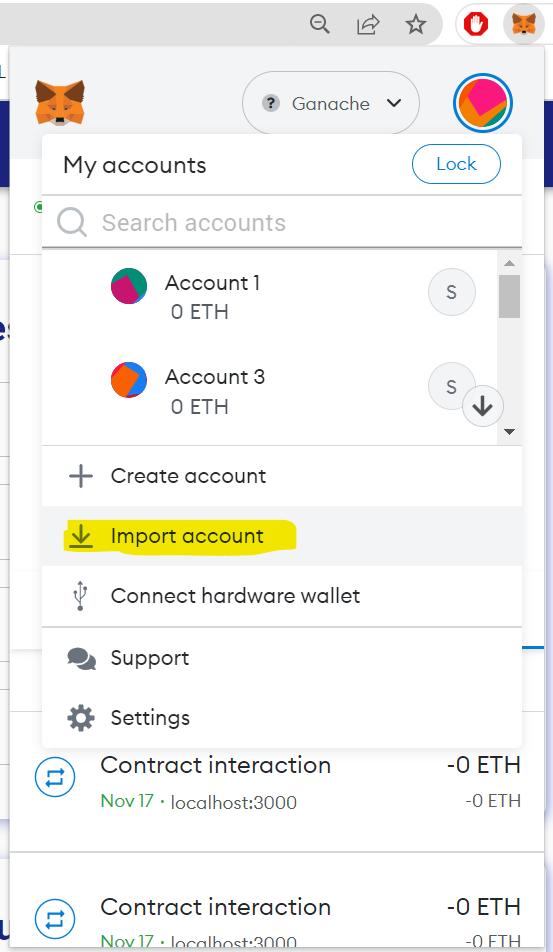 ? Ganache
My accounts
Lock
Search accounts
Account 1
0 ETH
S
Account 3
0 ETH
S
Create account
Import account
Connect hardware wallet
Support
Settings
Contract interaction
-0 ETH
Nov 17 · localhost:3000
-0 ETH
Contract interaction
-0 ETH
Nov 17 · localhost:3000
-0 ETH